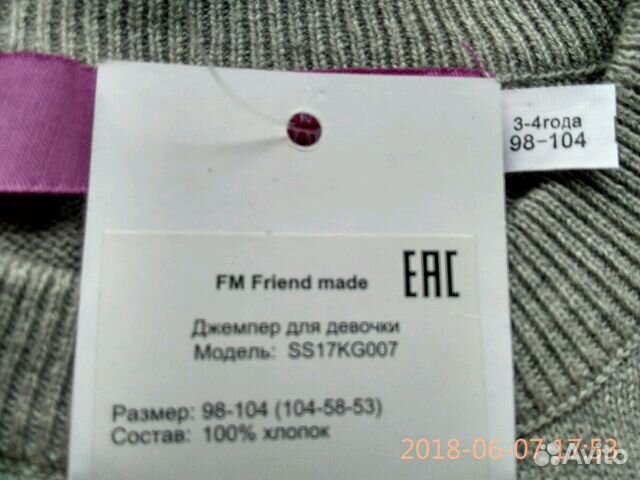 3-4года
98-104
FM Friend made
EAC
Джемпер для девочки
Модель: SS17KG007
Размер: 98-104 (104-58-53)
Состав: 100% хлопок
2018-06-07 17:53
Avito